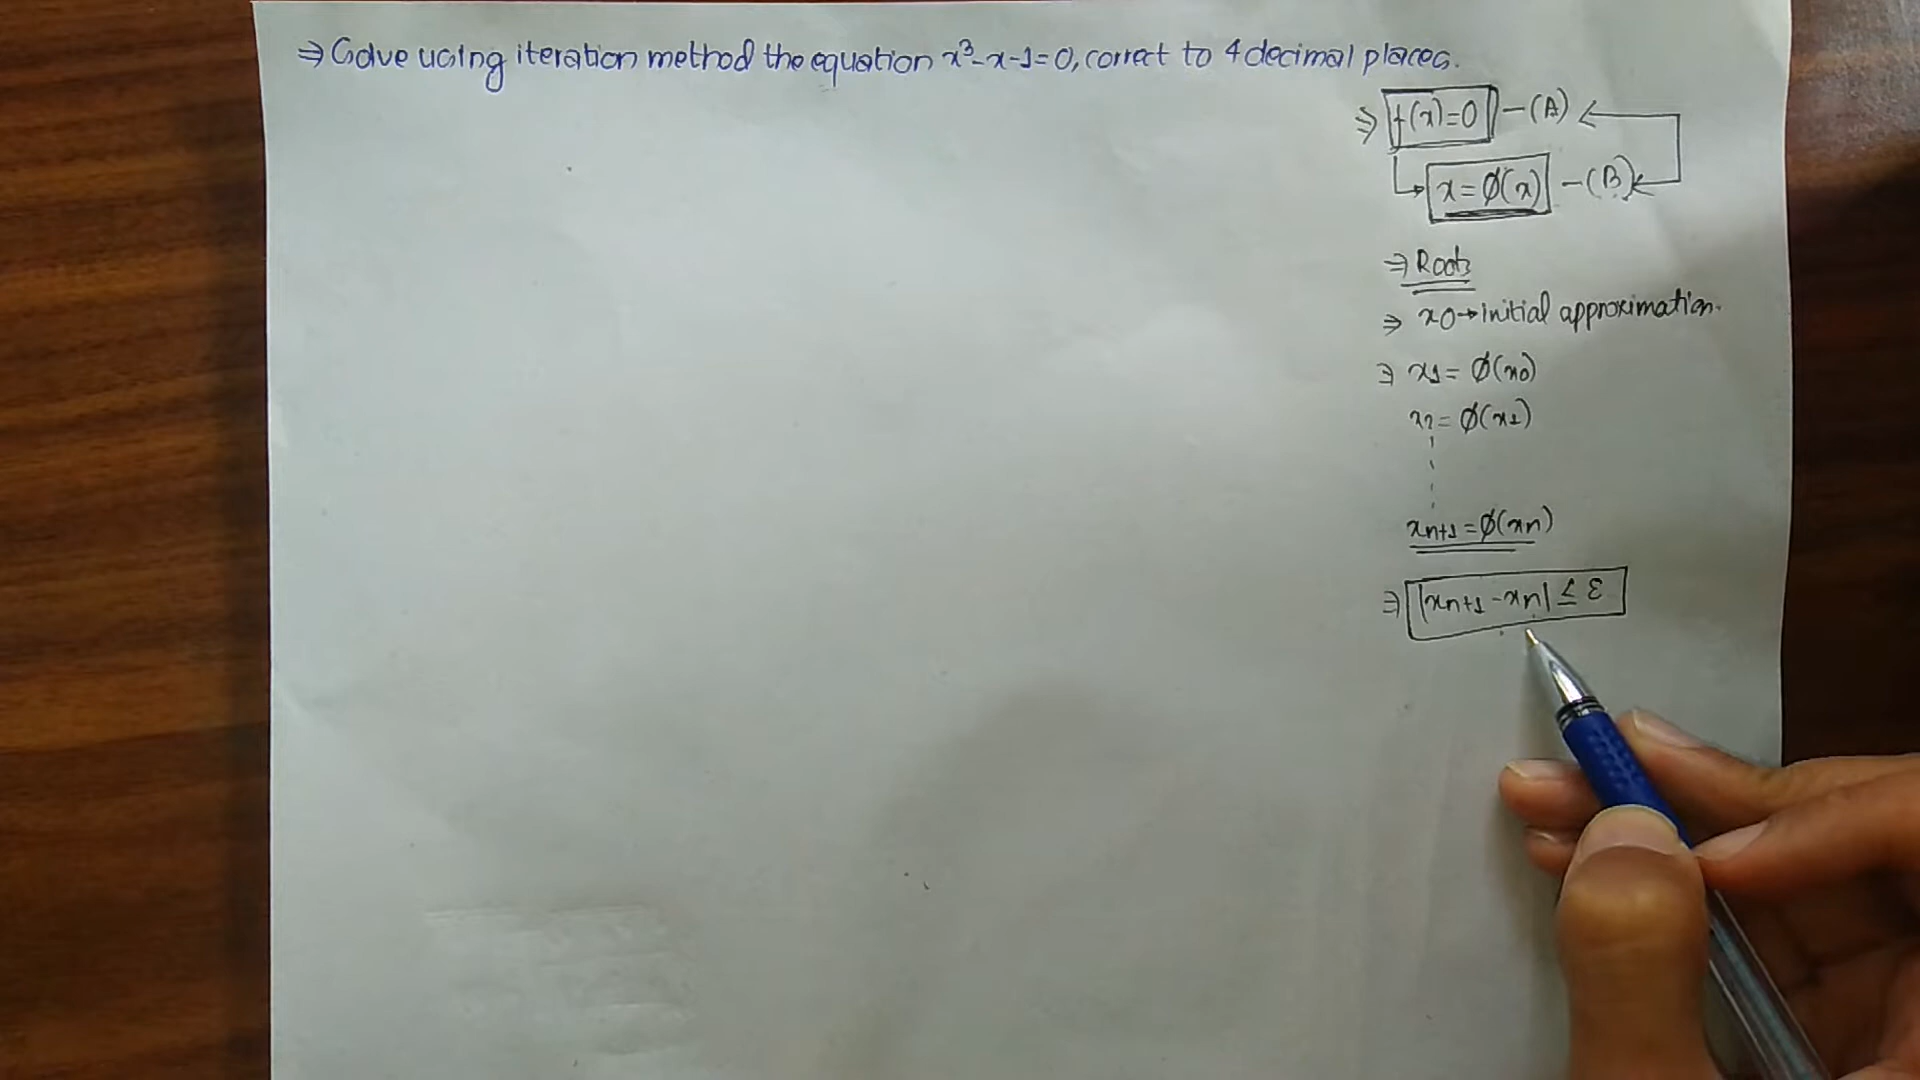 ⇒ Solve using iteration method the equation x³-x-1=0, correct to 4 decimal places.
⇒ f(x)=0 -(A)
x=φ(x) -(B)
⇒ Roots
⇒ x0→initial approximation.
⇒ x1= φ(x0)
x2= φ(x1)
xn+1=φ(xn)
⇒ |xn+1-xn| ≤ ε